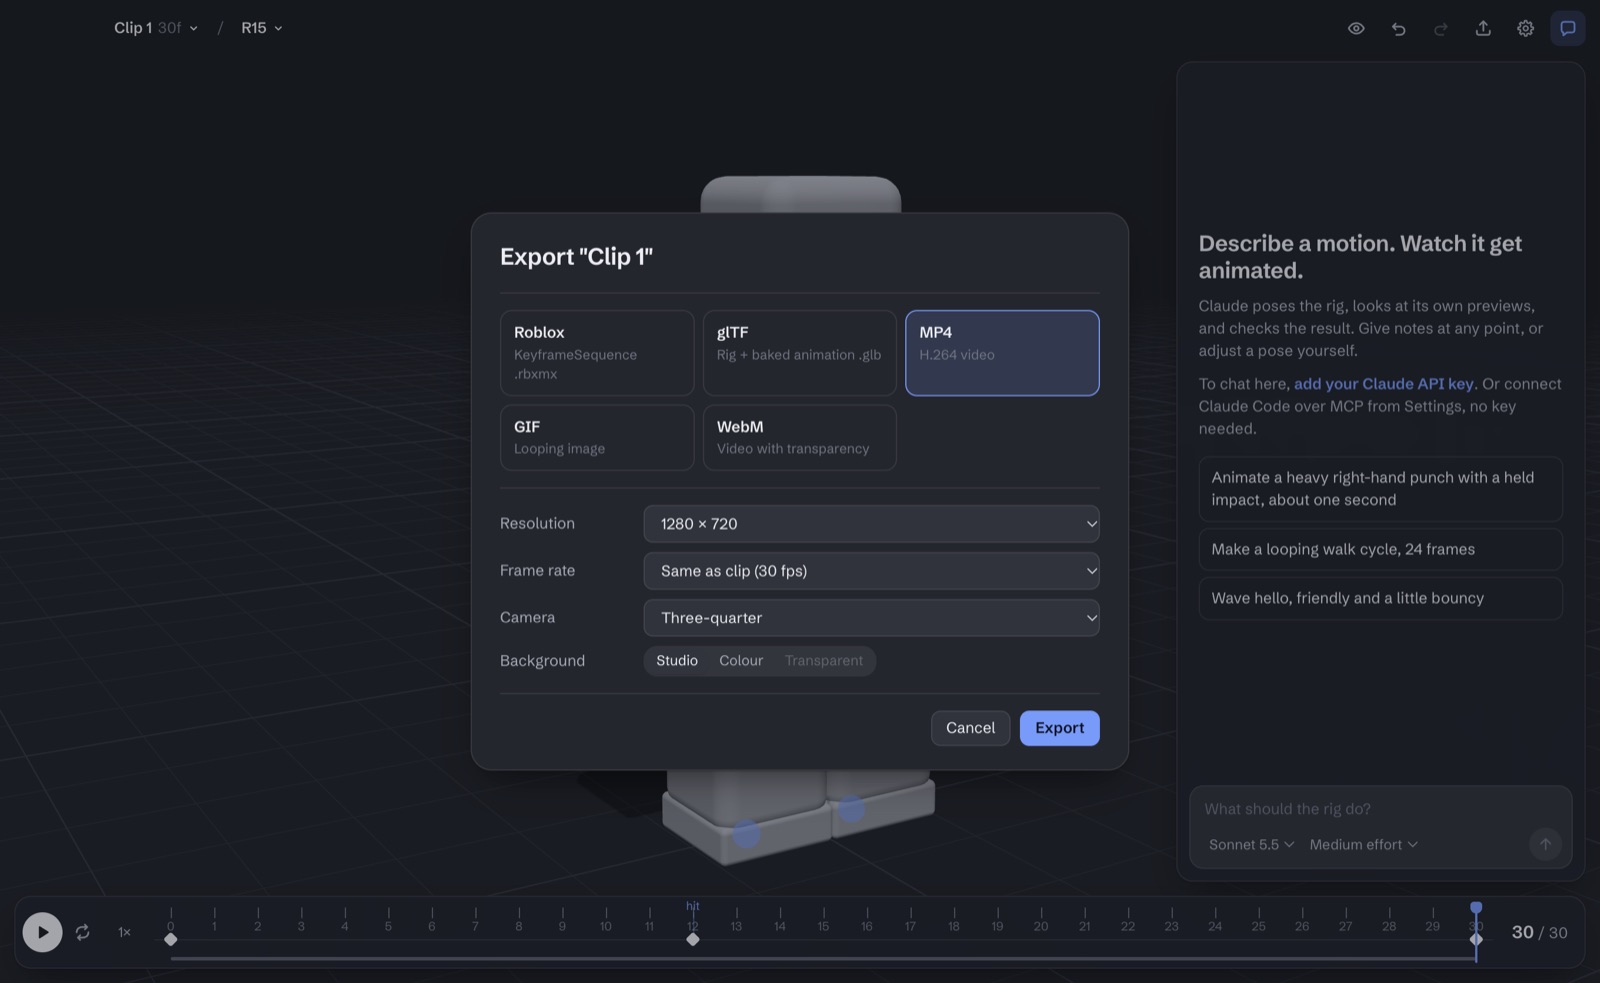 Clip 1 30f / R15
Export "Clip 1"
Roblox
KeyframeSequence
.rbxmx
glTF
Rig + baked animation .glb
MP4
H.264 video
GIF
Looping image
WebM
Video with transparency
Resolution
1280 × 720
Frame rate
Same as clip (30 fps)
Camera
Three-quarter
Background
Studio Colour Transparent
Cancel Export
Describe a motion. Watch it get
animated.
Claude poses the rig, looks at its own previews,
and checks the result. Give notes at any point, or
adjust a pose yourself.
To chat here, add your Claude API key. Or connect
Claude Code over MCP from Settings, no key
needed.
Animate a heavy right-hand punch with a held
impact, about one second
Make a looping walk cycle, 24 frames
Wave hello, friendly and a little bouncy
What should the rig do?
Sonnet 5.5 Medium effort
hit
1×
0 1 2 3 4 5 6 7 8 9 10 11 12 13 14 15 16 17 18 19 20 21 22 23 24 25 26 27 28 29 30
30 / 30